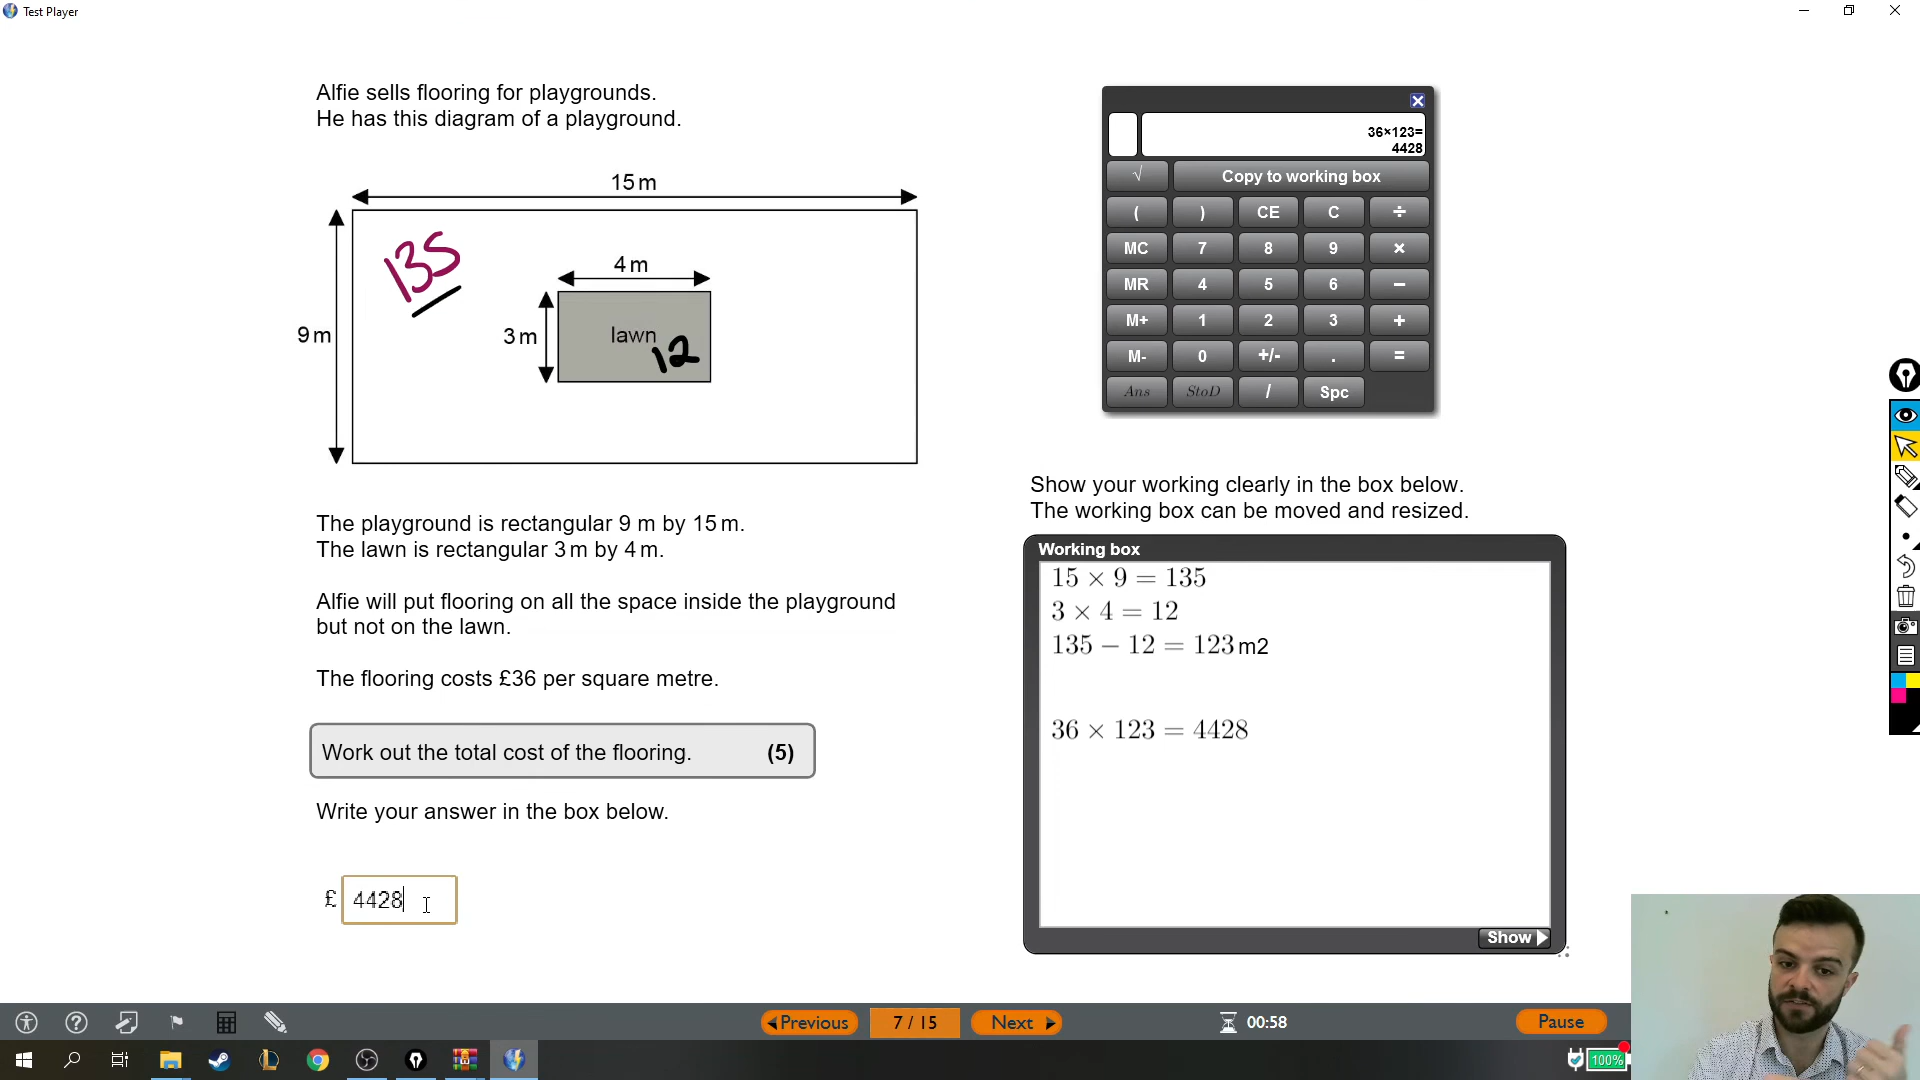 Test Player
Alfie sells flooring for playgrounds.
He has this diagram of a playground.
15 m
135
4 m
9 m
3 m
lawn
12
The playground is rectangular 9 m by 15 m.
The lawn is rectangular 3 m by 4 m.
Alfie will put flooring on all the space inside the playground
but not on the lawn.
The flooring costs £36 per square metre.
Work out the total cost of the flooring. (5)
Write your answer in the box below.
£ 4428
36×123=
4428
√ Copy to working box
( ) CE C ÷
MC 7 8 9 ×
MR 4 5 6 −
M+ 1 2 3 +
M- 0 +/- . =
Ans StoD / Spc
Show your working clearly in the box below.
The working box can be moved and resized.
Working box
15 × 9 = 135
3 × 4 = 12
135 − 12 = 123 m2
36 × 123 = 4428
Show
Previous 7 / 15 Next 00:58 Pause
100%